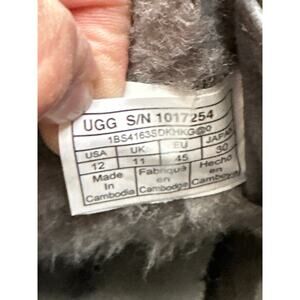 UGG S/N 1017254
1BS4163SDKHKG@0
USA UK EU JAPAN
12 11 45 30
Made Fabriqué Hecho
in au en
Cambodia Cambodge Camboya